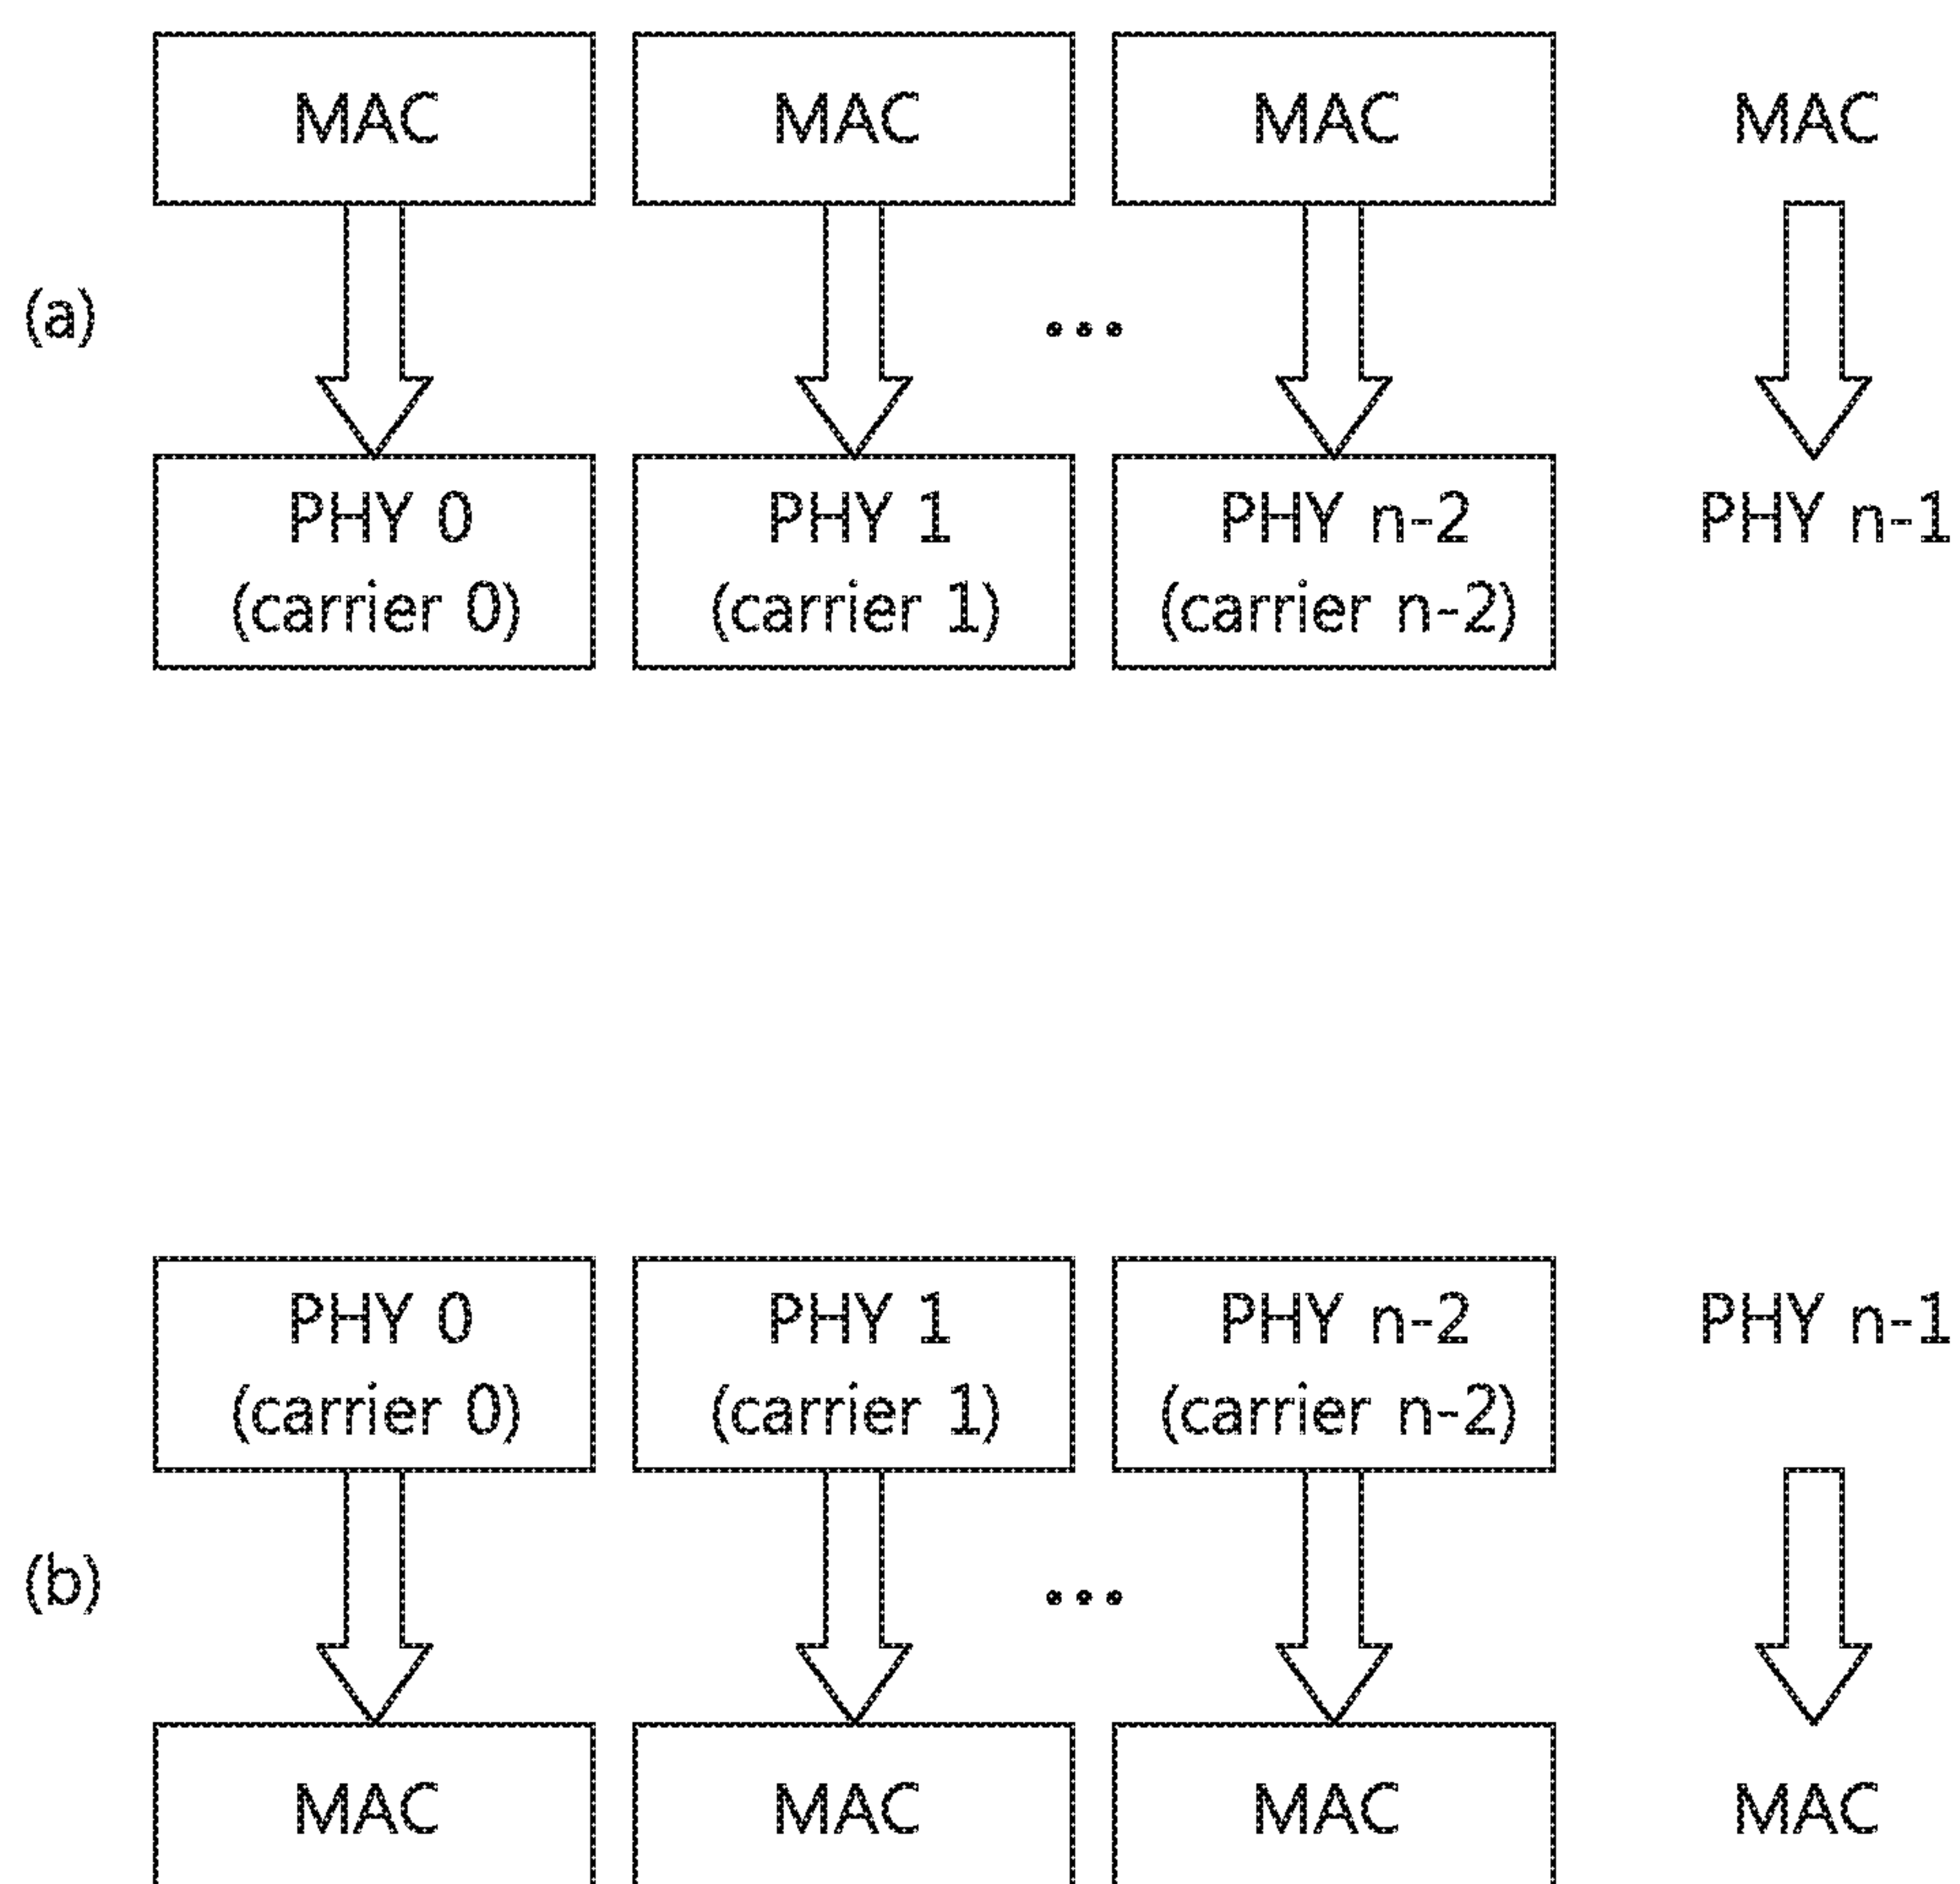 MAC MAC MAC MAC
(a)
...
PHY 0 PHY 1 PHY n-2 PHY n-1
(carrier 0) (carrier 1) (carrier n-2)
PHY 0 PHY 1 PHY n-2 PHY n-1
(carrier 0) (carrier 1) (carrier n-2)
(b)
...
MAC MAC MAC MAC